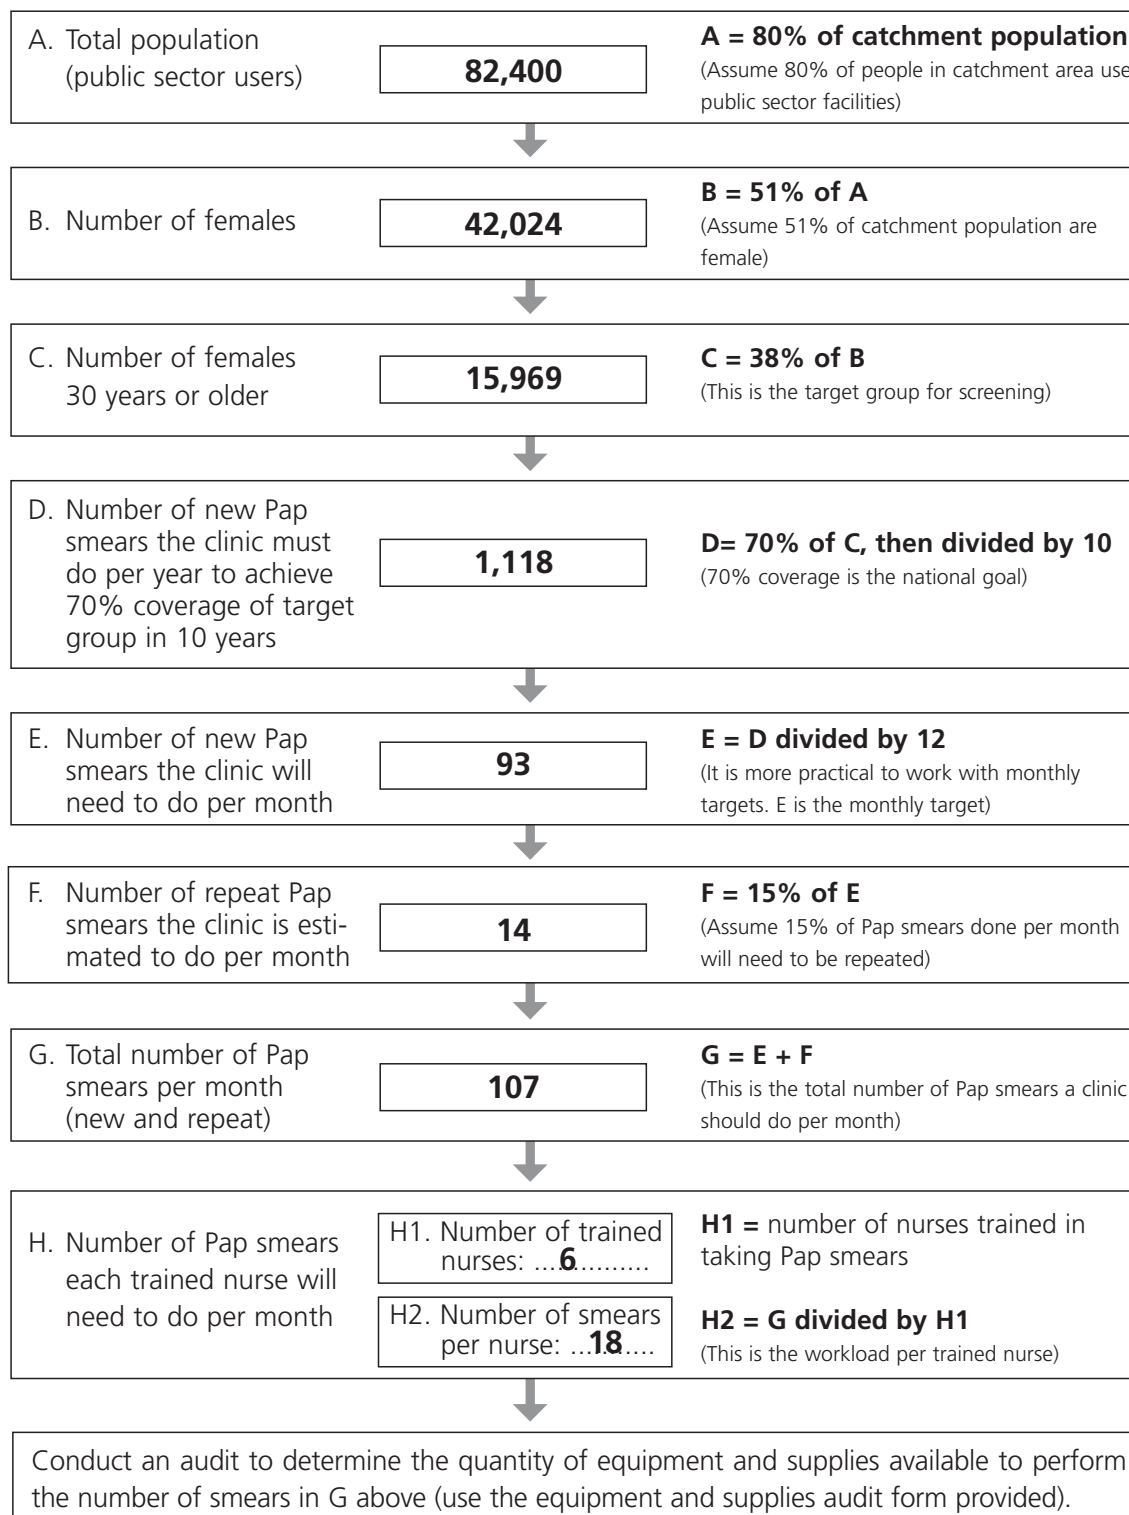 A. Total population
(public sector users)
82,400
A = 80% of catchment population
(Assume 80% of people in catchment area use
public sector facilities)
B. Number of females
42,024
B = 51% of A
(Assume 51% of catchment population are
female)
C. Number of females
30 years or older
15,969
C = 38% of B
(This is the target group for screening)
D. Number of new Pap
smears the clinic must
do per year to achieve
70% coverage of target
group in 10 years
1,118
D= 70% of C, then divided by 10
(70% coverage is the national goal)
E. Number of new Pap
smears the clinic will
need to do per month
93
E = D divided by 12
(It is more practical to work with monthly
targets. E is the monthly target)
F. Number of repeat Pap
smears the clinic is esti-
mated to do per month
14
F = 15% of E
(Assume 15% of Pap smears done per month
will need to be repeated)
G. Total number of Pap
smears per month
(new and repeat)
107
G = E + F
(This is the total number of Pap smears a clinic
should do per month)
H. Number of Pap smears
each trained nurse will
need to do per month
H1. Number of trained
nurses: ....6...............
H2. Number of smears
per nurse: ...18.....
H1 = number of nurses trained in
taking Pap smears
H2 = G divided by H1
(This is the workload per trained nurse)
Conduct an audit to determine the quantity of equipment and supplies available to perform
the number of smears in G above (use the equipment and supplies audit form provided).